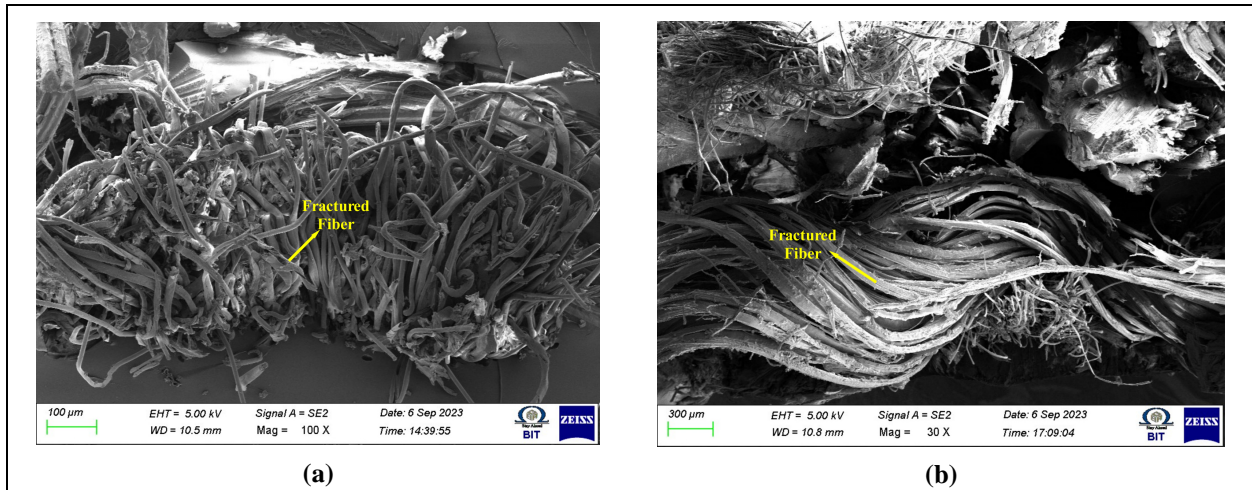 Fractured
Fiber
100 µm
EHT = 5.00 kV
Signal A = SE2
Date: 6 Sep 2023
WD = 10.5 mm
Mag = 100 X
Time: 14:39:55
BIT
ZEISS
(a)
Fractured
Fiber
300 µm
EHT = 5.00 kV
Signal A = SE2
Date: 6 Sep 2023
WD = 10.8 mm
Mag = 30 X
Time: 17:09:04
BIT
ZEISS
(b)